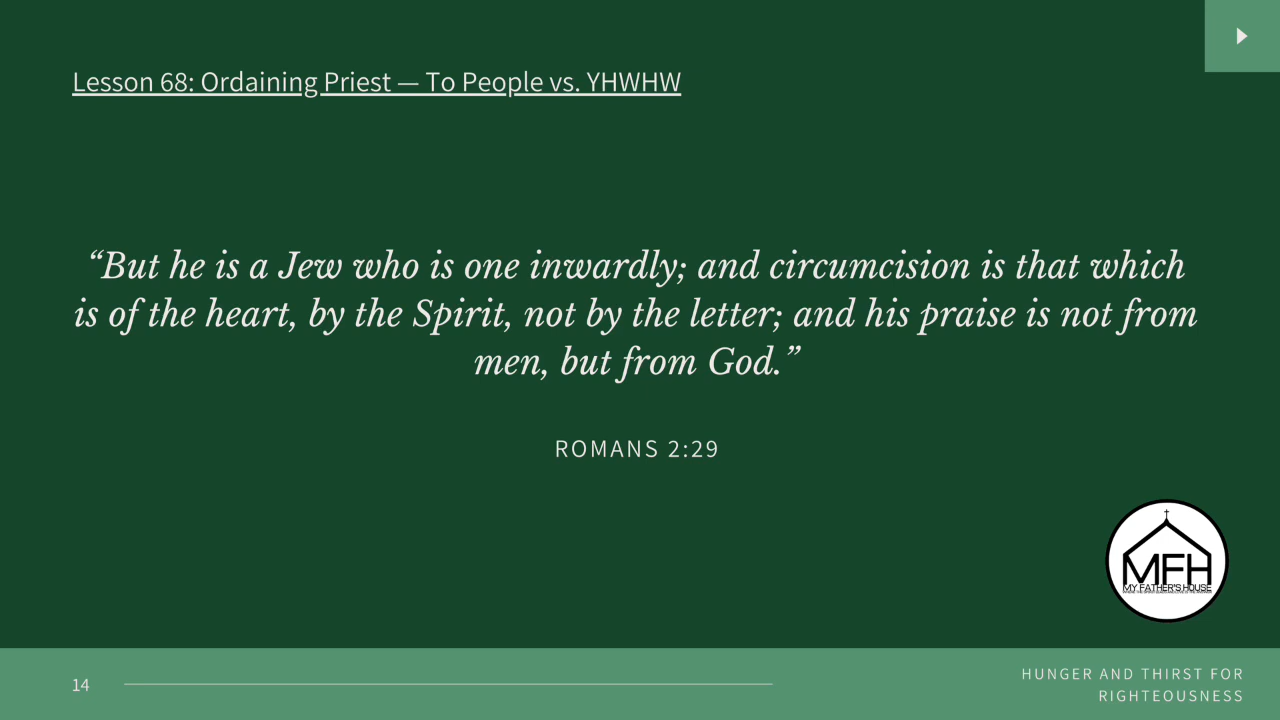 Lesson 68: Ordaining Priest — To People vs. YHWHW
“But he is a Jew who is one inwardly; and circumcision is that which
is of the heart, by the Spirit, not by the letter; and his praise is not from
men, but from God.”
ROMANS 2:29
MFH
MY FATHER'S HOUSE
14
HUNGER AND THIRST FOR
RIGHTEOUSNESS